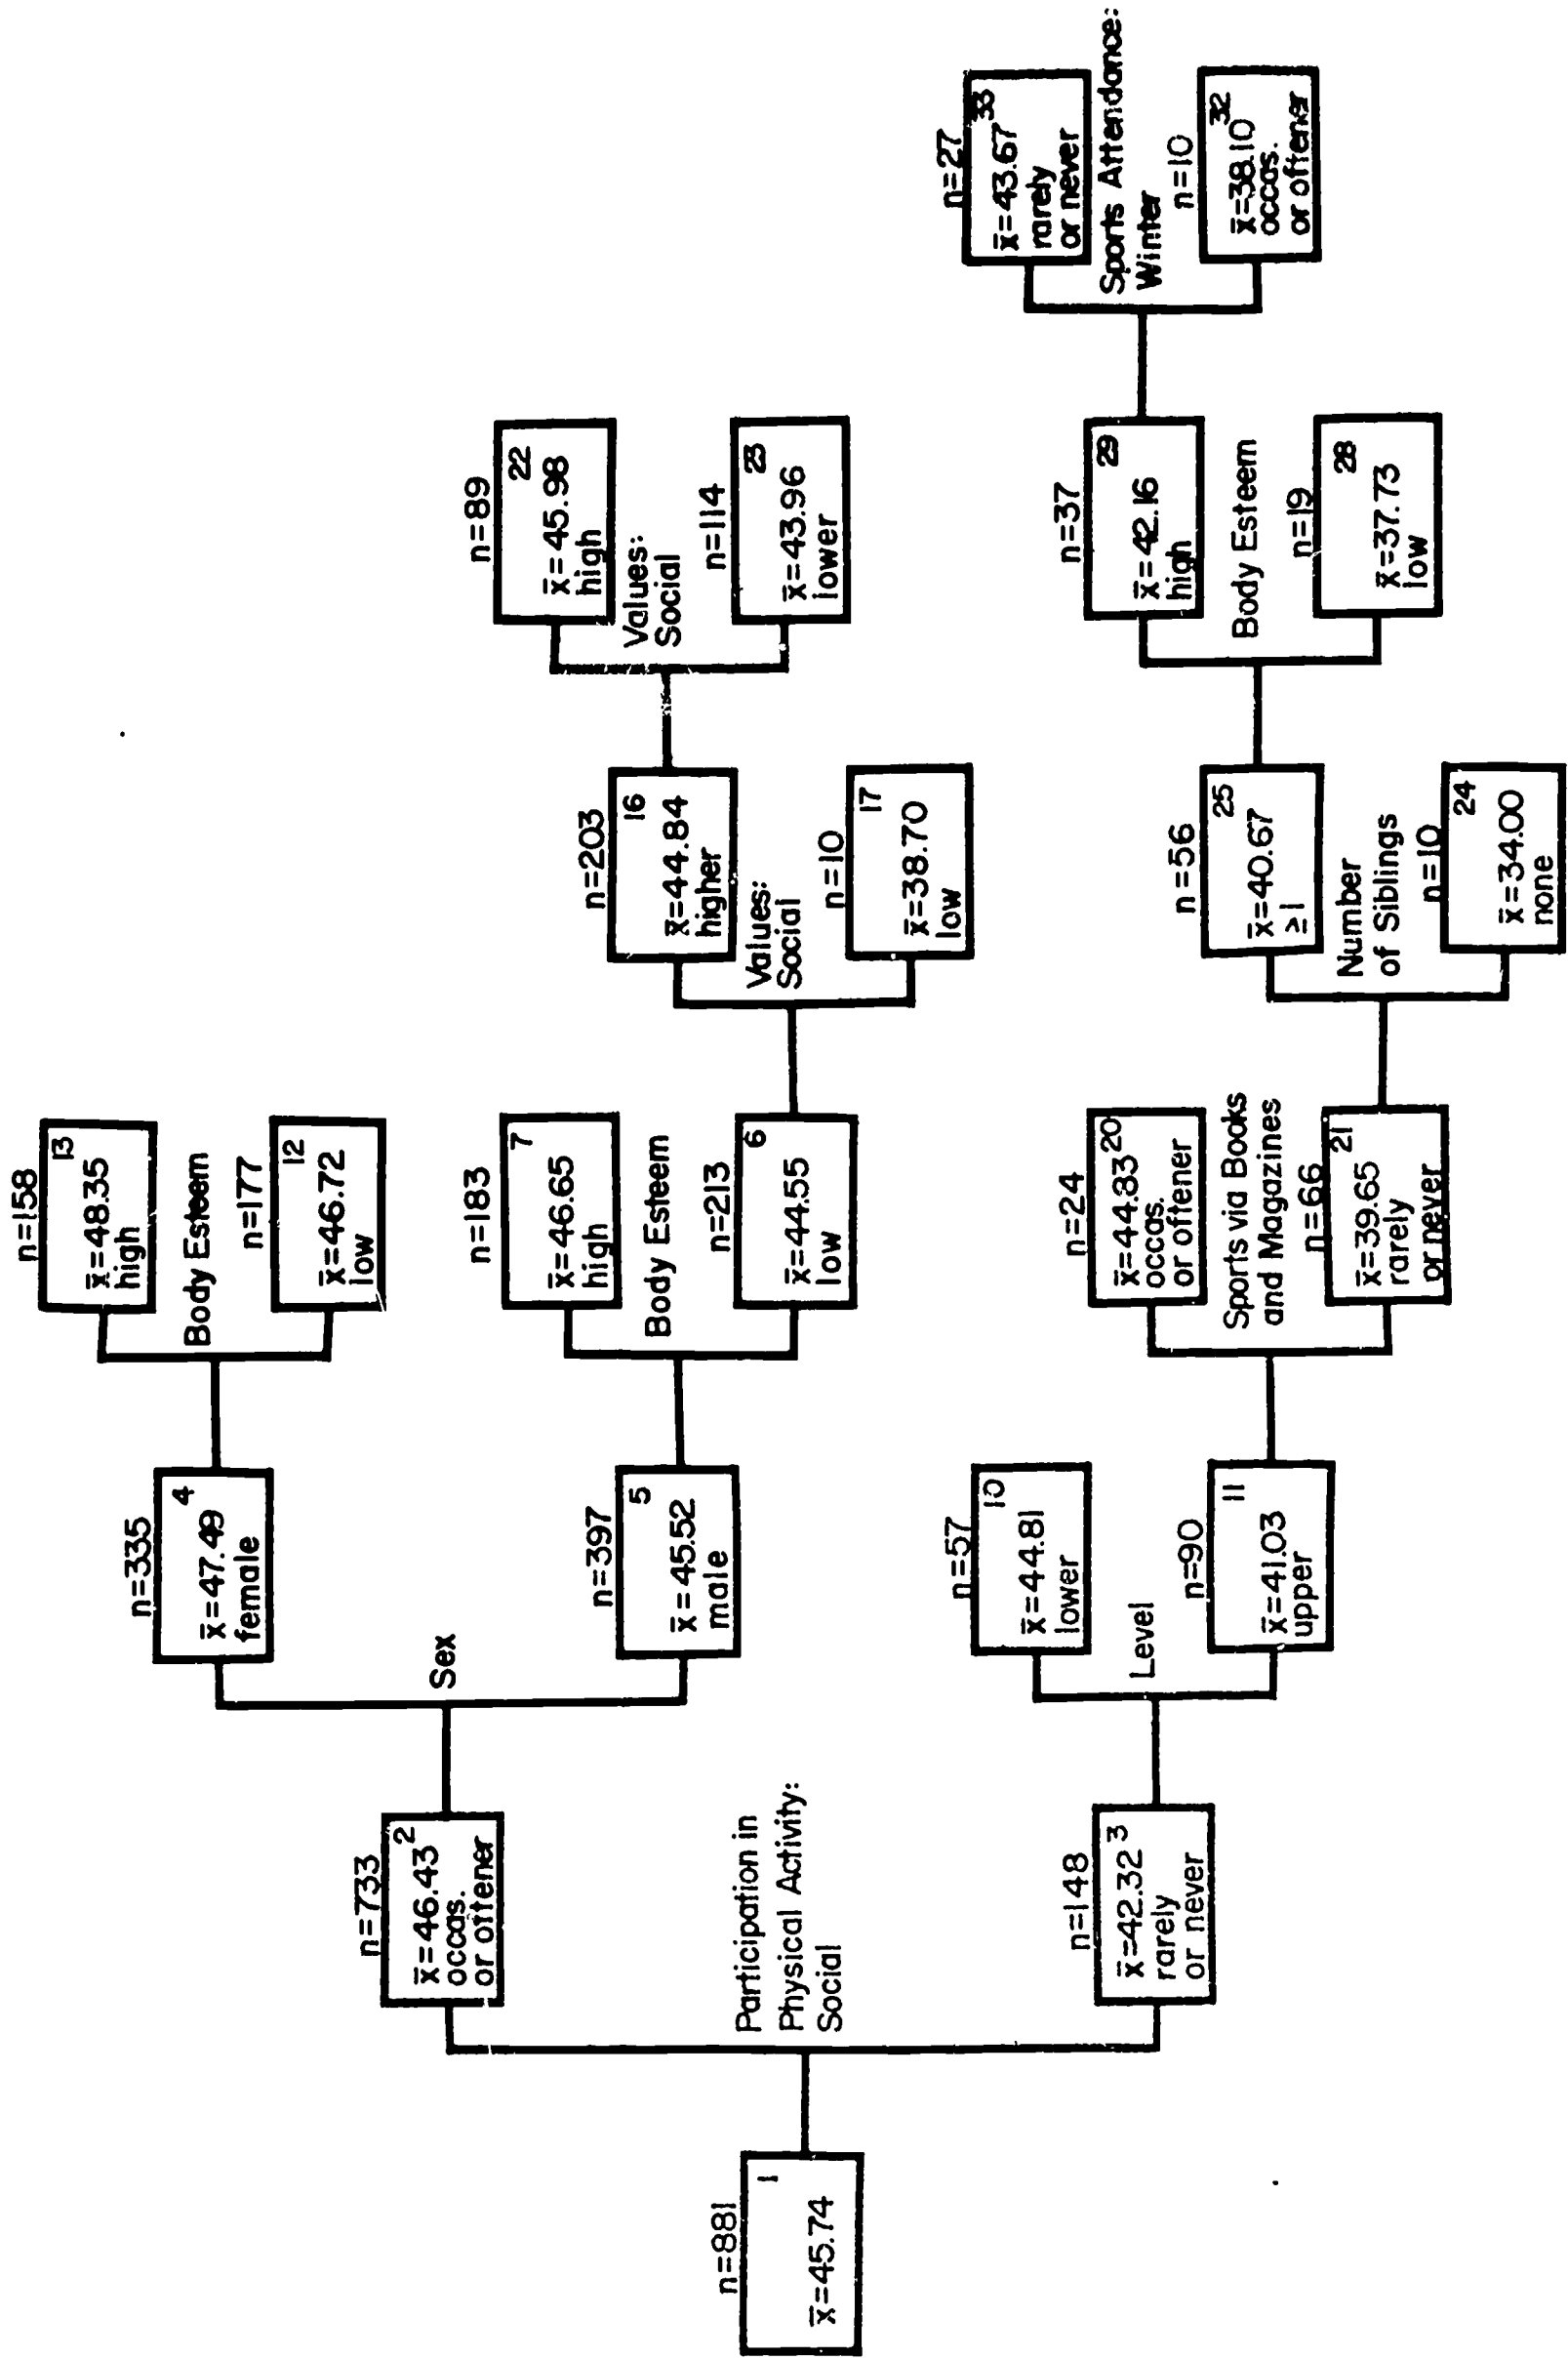 n=881
1
x̄=45.74
Participation in
Physical Activity:
Social
n=733
2
x̄=46.43
occas.
or oftener
n=148
x̄=42.32 3
rarely
or never
Sex
n=335
4
x̄=47.49
female
n=397
5
x̄=45.52
male
Level
n=57
10
x̄=44.81
lower
n=90
11
x̄=41.03
upper
Body Esteem
n=158
13
x̄=48.35
high
n=177
12
x̄=46.72
low
Body Esteem
n=183
7
x̄=46.65
high
n=213
6
x̄=44.55
low
Sports via Books
and Magazines
n=24
x̄=44.83 20
occas.
or oftener
n=66
21
x̄=39.65
rarely
or never
Values:
Social
n=203
16
x̄=44.84
higher
n=10
17
x̄=38.70
low
Number
of Siblings
n=56
25
x̄=40.67
≥1
n=10
24
x̄=34.00
none
Values:
Social
n=89
22
x̄=45.98
high
n=114
23
x̄=43.96
lower
Body Esteem
n=37
29
x̄=42.16
high
n=19
28
x̄=37.73
low
Sports Attendance:
Winter
n=27
33
x̄=43.67
rarely
or never
n=10
32
x̄=38.10
occas.
or oftener